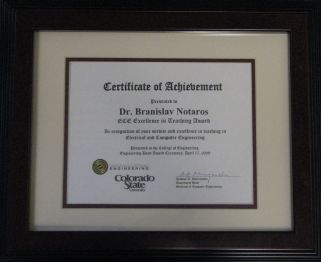 Certificate of Achievement
Presented to
Dr. Branislav Notaros
ECE Excellence in Teaching Award
In recognition of your service and excellence in teaching in
Electrical and Computer Engineering
Presented at the College of Engineering
ENGINEERING
Colorado
State
University